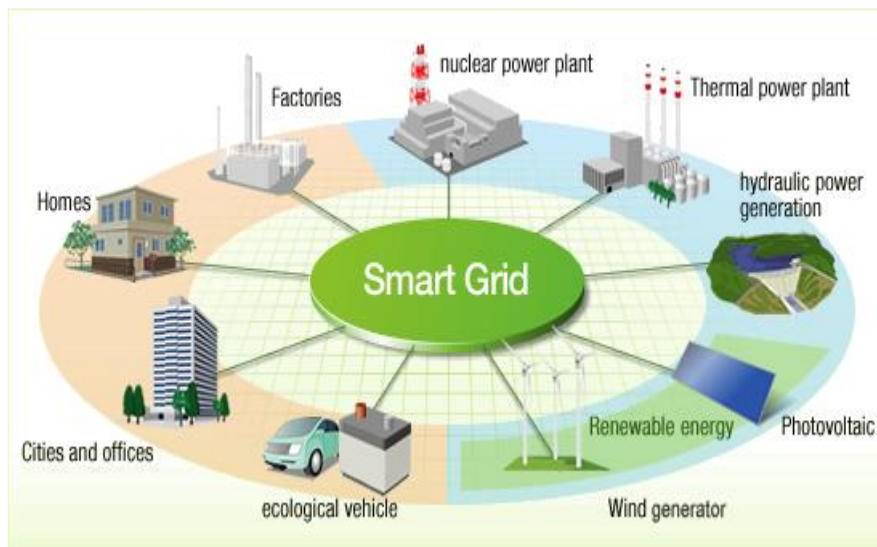 nuclear power plant
Factories
Thermal power plant
Homes
hydraulic power
generation
Smart Grid
Renewable energy
Photovoltaic
Cities and offices
ecological vehicle
Wind generator